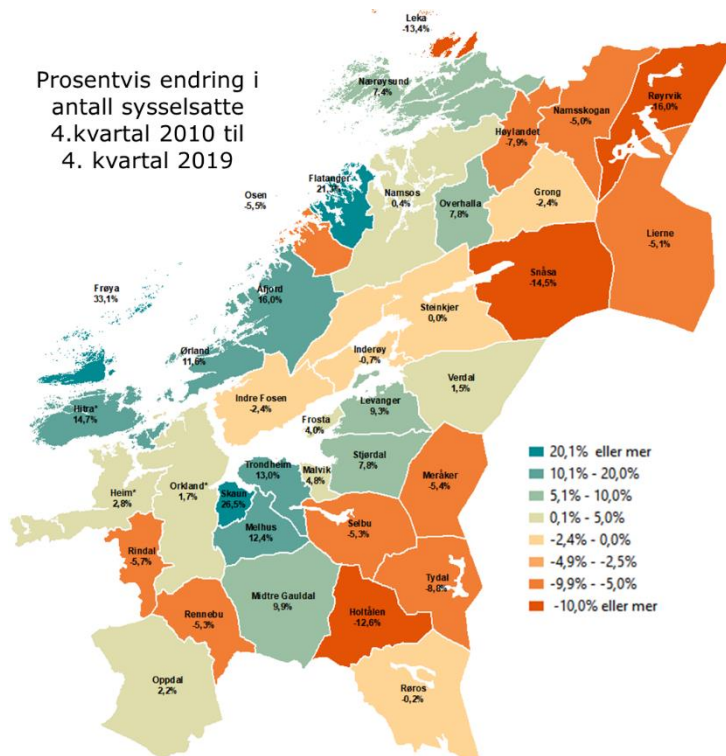 Prosentvis endring i
antall sysselsatte
4.kvartal 2010 til
4. kvartal 2019
Leka
-13,4%
Nærøysund
7,4%
Røyrvik
-16,0%
Namsskogan
-5,0%
Høylandet
-7,9%
Flatanger
Namsos
0,4%
Overhalla
7,8%
Grong
-2,4%
Osen
-5,5%
Lierne
-5,1%
Snåsa
-14,5%
Åfjord
16,0%
Frøya
33,1%
Steinkjer
0,0%
Inderøy
-0,7%
Ørland
11,6%
Verdal
1,5%
Indre Fosen
-2,4%
Levanger
9,3%
Hitra*
14,7%
Frosta
4,0%
Stjørdal
7,8%
Trondheim
13,0%
Malvik
4,8%
Meråker
-5,4%
Heim*
2,8%
Orkland*
1,7%
Skaun
26,5%
Melhus
12,4%
Selbu
-5,3%
Rindal
-5,7%
Tydal
-8,8%
Midtre Gauldal
9,9%
Holtålen
-12,6%
Rennebu
-5,3%
Oppdal
2,2%
Røros
-0,2%
20,1% eller mer
10,1% - 20,0%
5,1% - 10,0%
0,1% - 5,0%
-2,4% - 0,0%
-4,9% - -2,5%
-9,9% - -5,0%
-10,0% eller mer